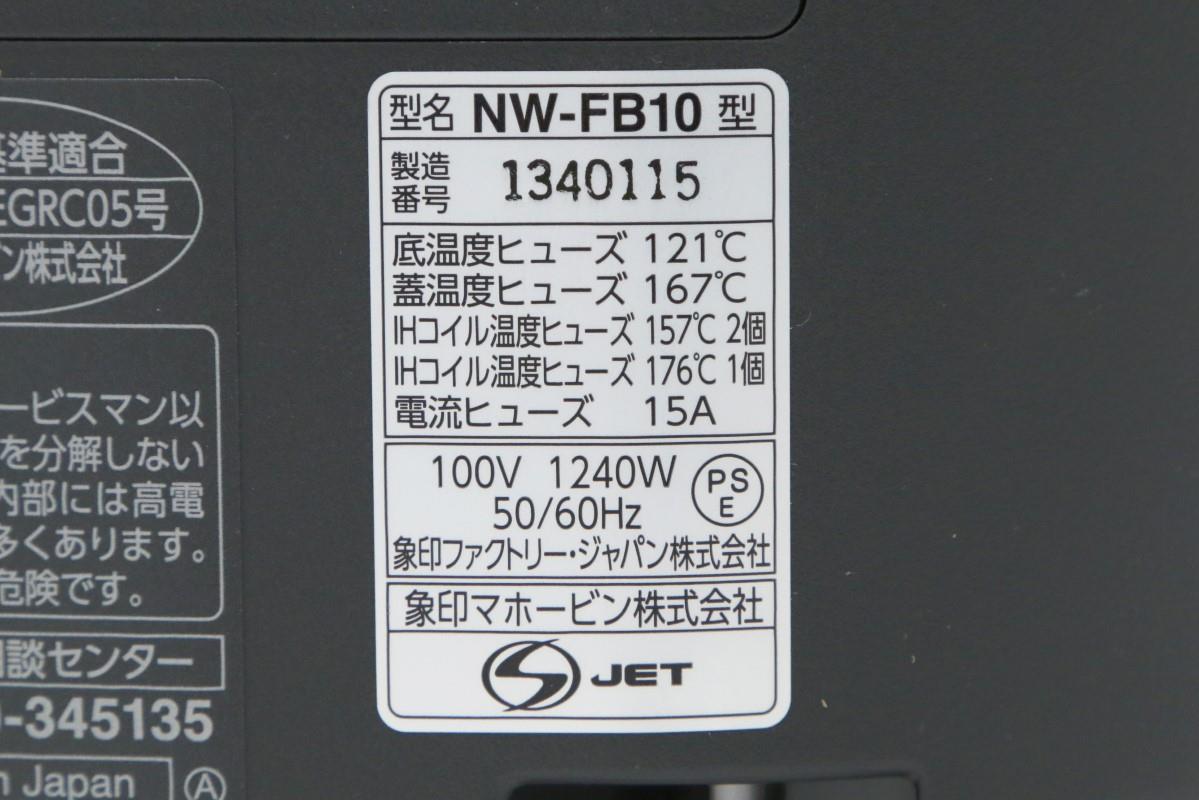 準適合
EGRC05号
ン株式会社
ービスマン以
を分解しない
内部には高電
多くあります。
危険です。
談センター
-345135
n Japan
A
型名 NW-FB10 型
製造
番号 1340115
底温度ヒューズ 121℃
蓋温度ヒューズ 167℃
IHコイル温度ヒューズ 157℃ 2個
IHコイル温度ヒューズ 176℃ 1個
電流ヒューズ 15A
100V 1240W
50/60Hz
PS
E
象印ファクトリー・ジャパン株式会社
象印マホービン株式会社
S JET